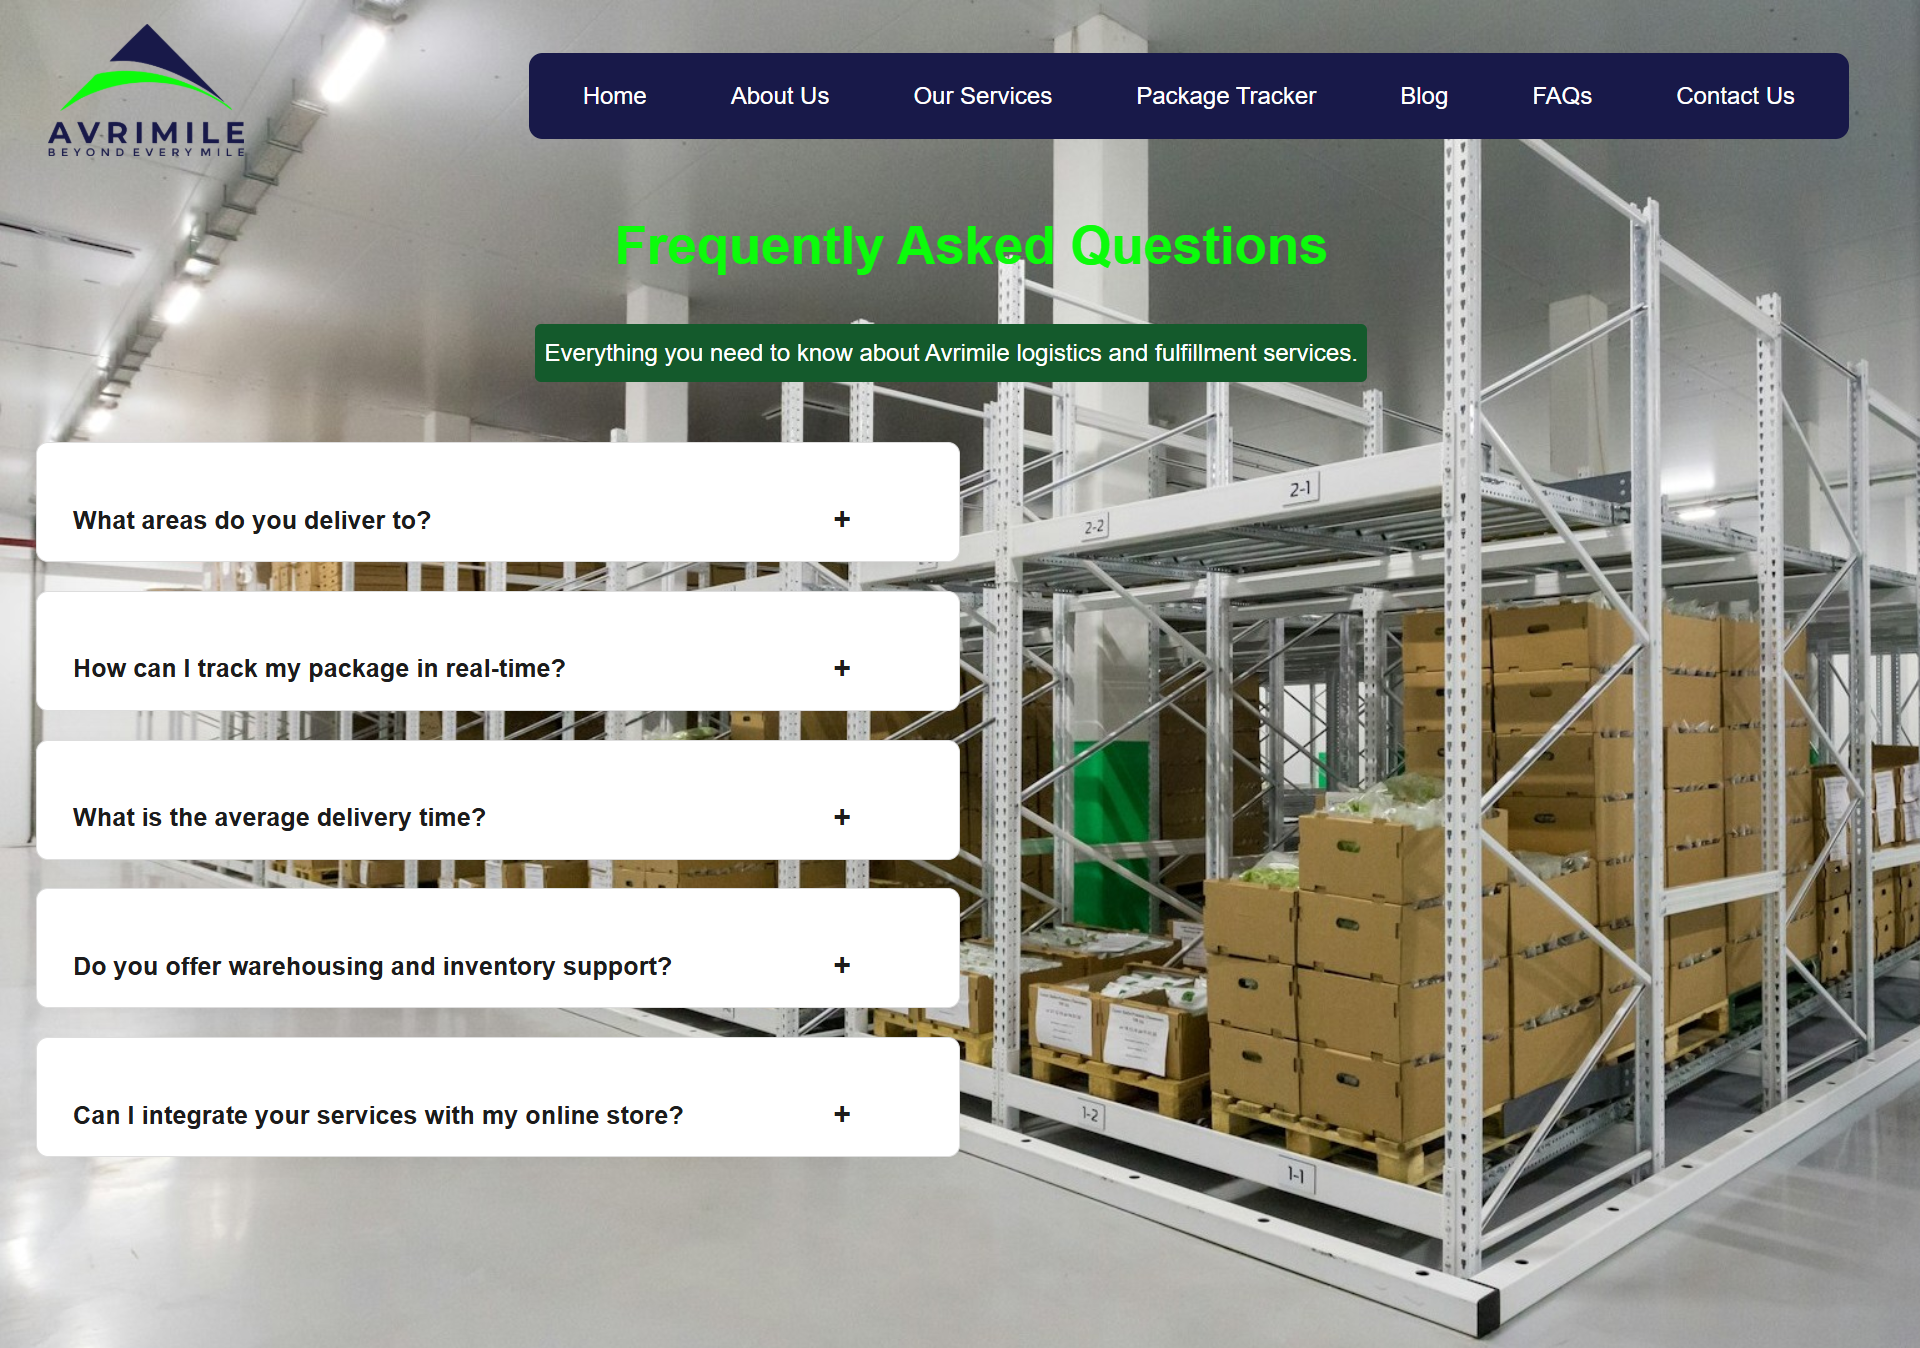 AVRIMILE
BEYOND EVERY MILE
Home About Us Our Services Package Tracker Blog FAQs Contact Us
Frequently Asked Questions
Everything you need to know about Avrimile logistics and fulfillment services.
What areas do you deliver to? +
How can I track my package in real-time? +
What is the average delivery time? +
Do you offer warehousing and inventory support? +
Can I integrate your services with my online store? +
2-1
2-2
1-2
1-1